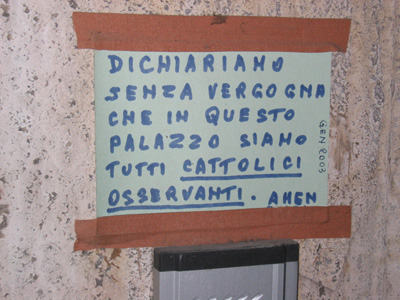 DICHIARIAMO
SENZA VERGOGNA
CHE IN QUESTO
PALAZZO SIAMO
TUTTI CATTOLICI
OSSERVANTI. AMEN
GEN 2003